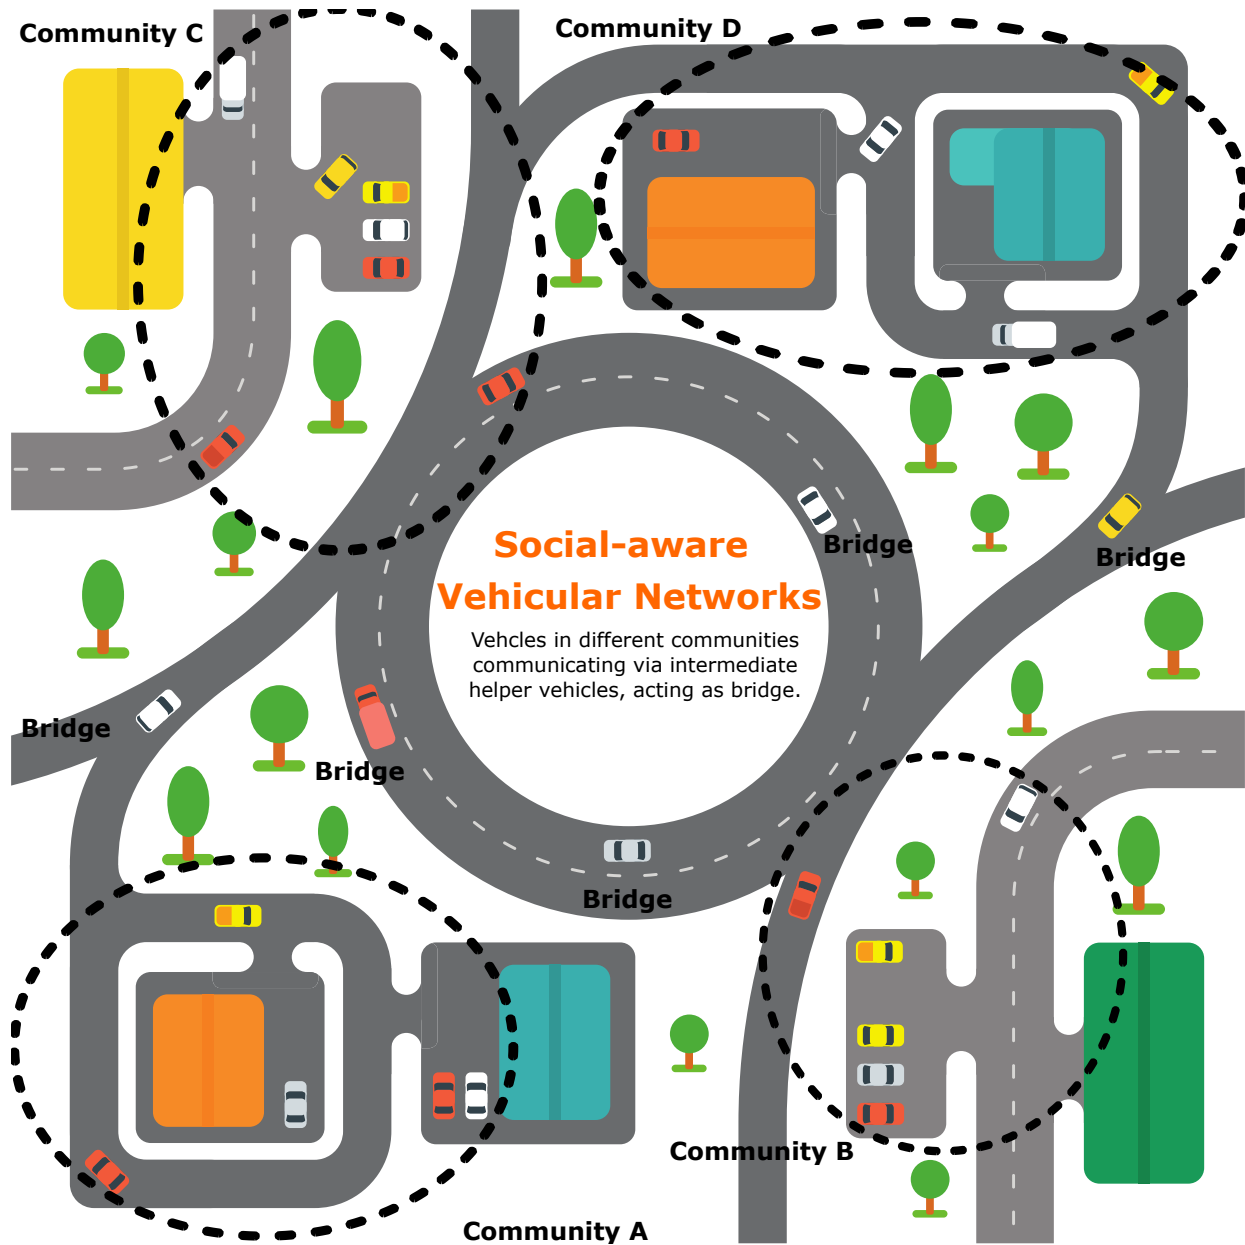 Community C
Community D
Social-aware
Vehicular Networks
Vehcles in different communities
communicating via intermediate
helper vehicles, acting as bridge.
Bridge
Bridge
Bridge
Bridge
Bridge
Community B
Community A